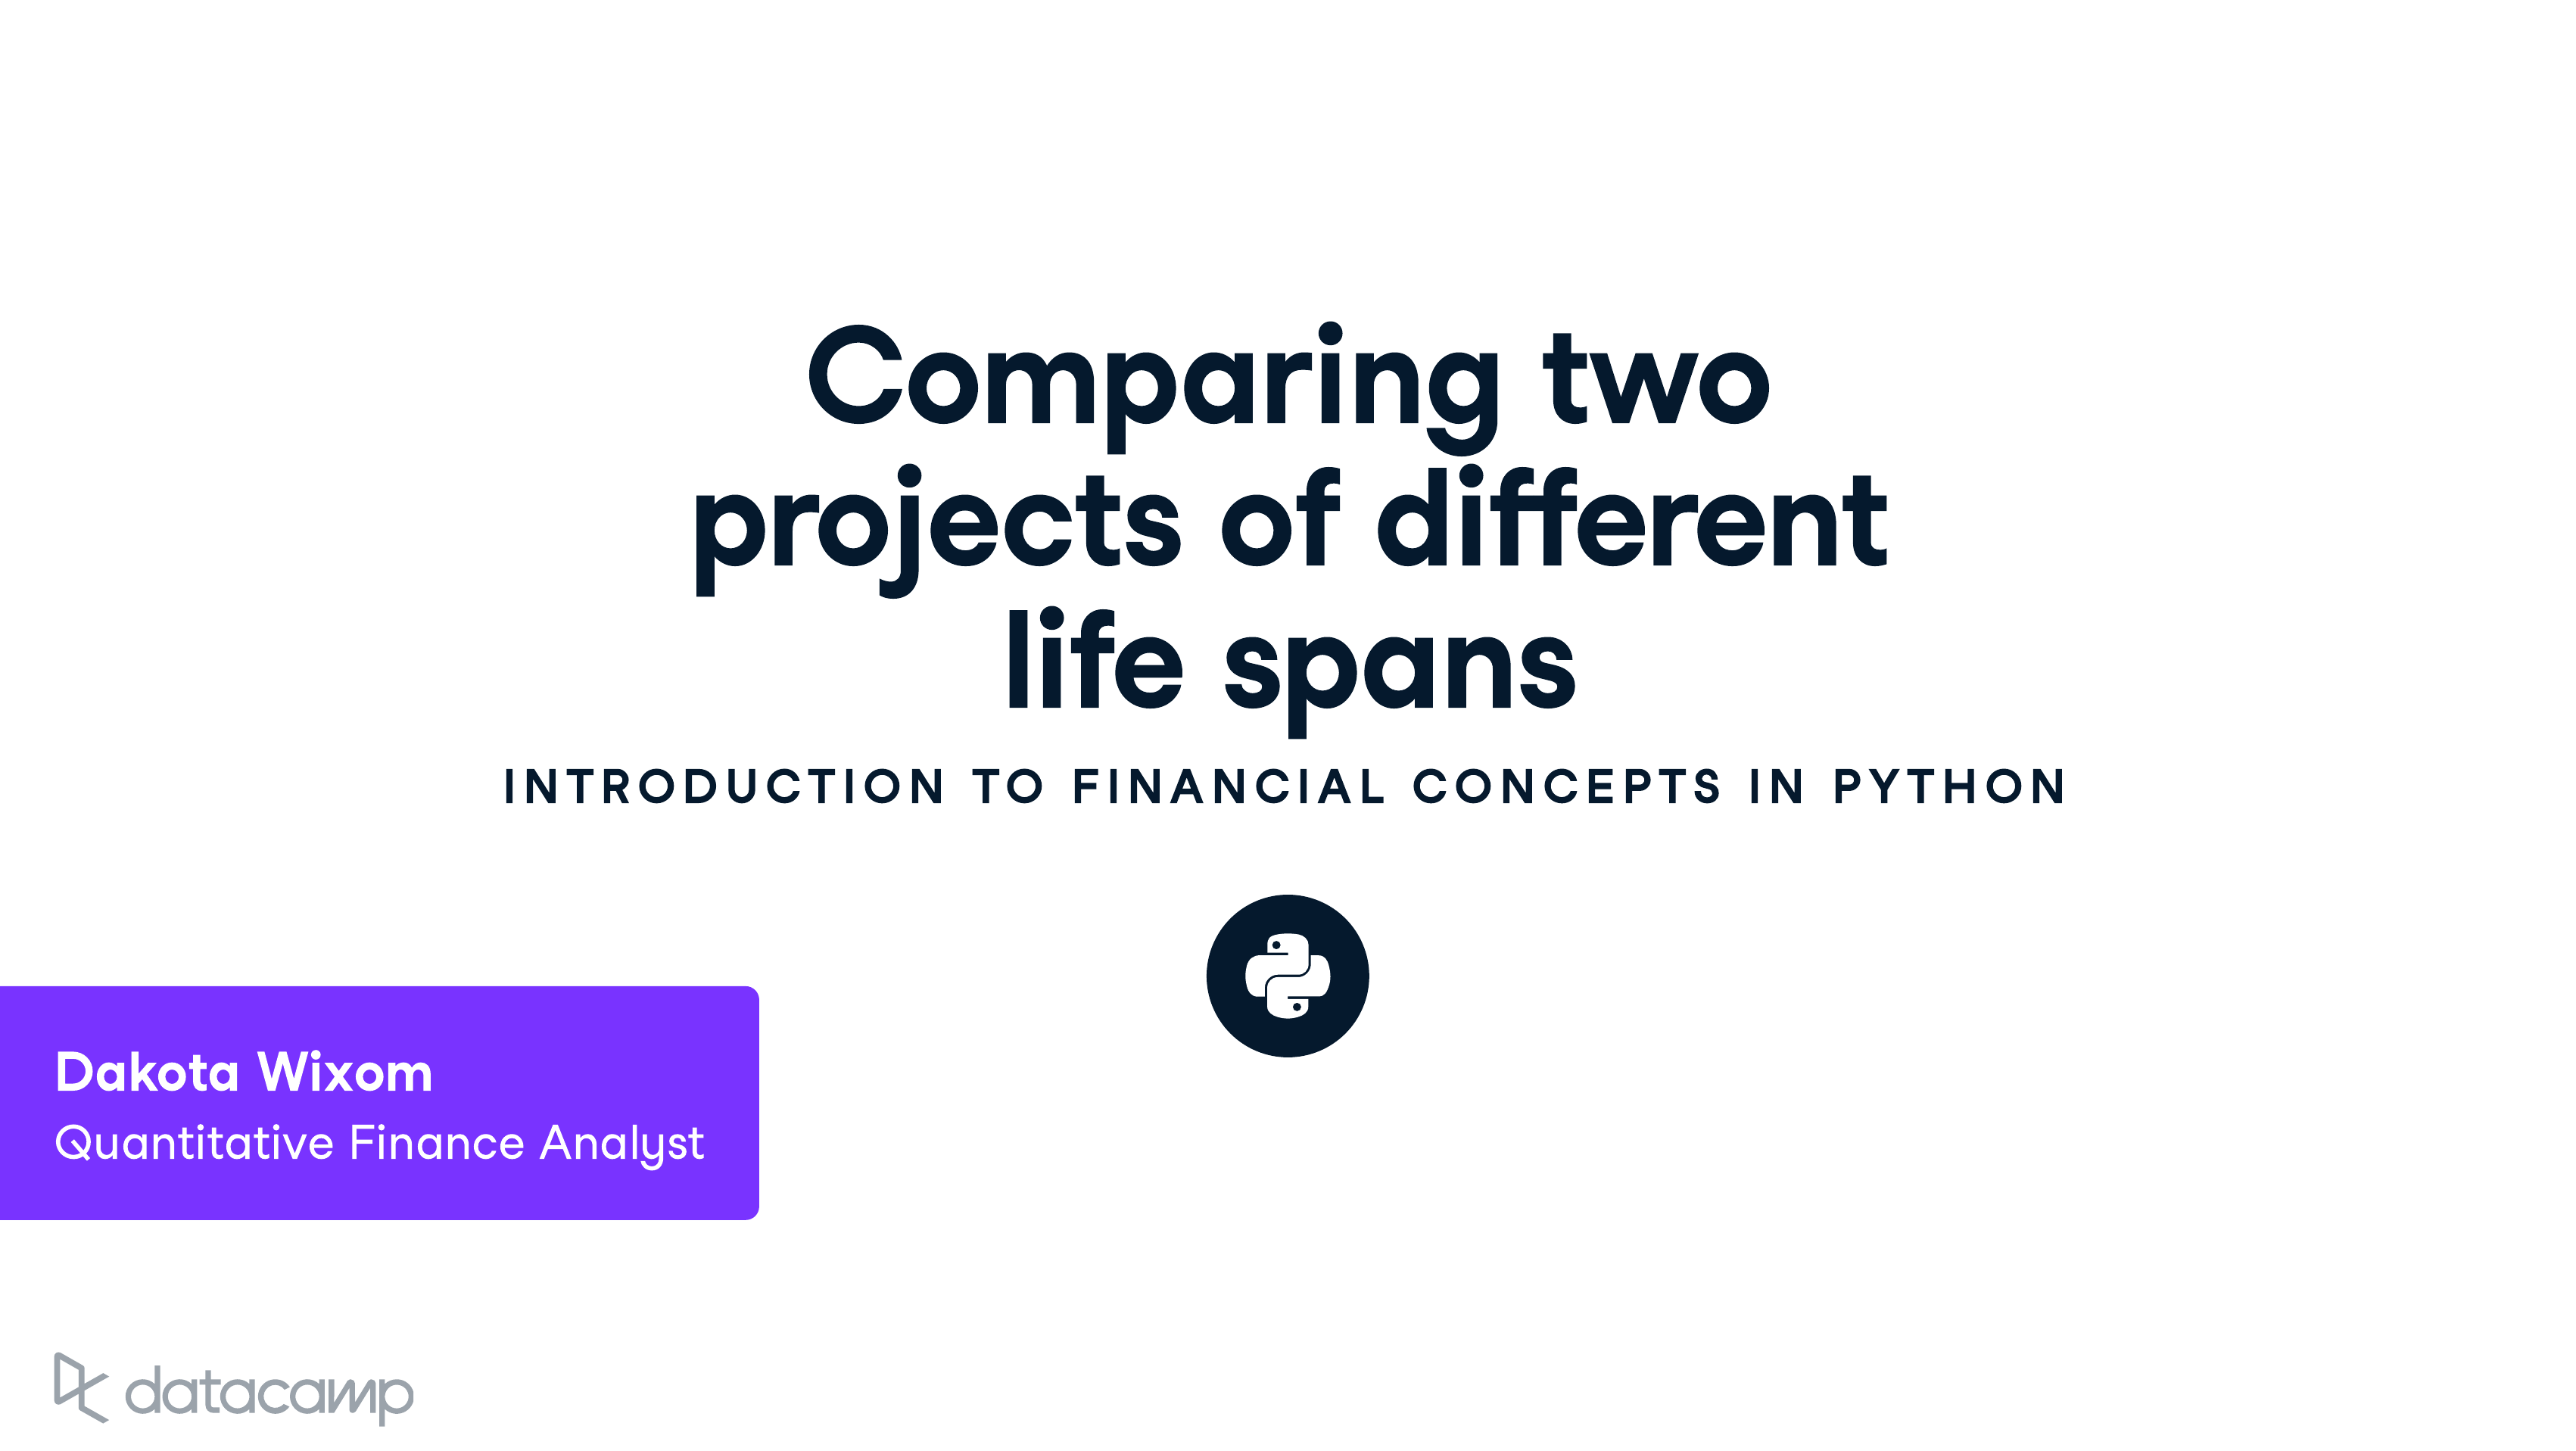 Comparing two
projects of different
life spans
INTRODUCTION TO FINANCIAL CONCEPTS IN PYTHON
Dakota Wixom
Quantitative Finance Analyst
datacamp